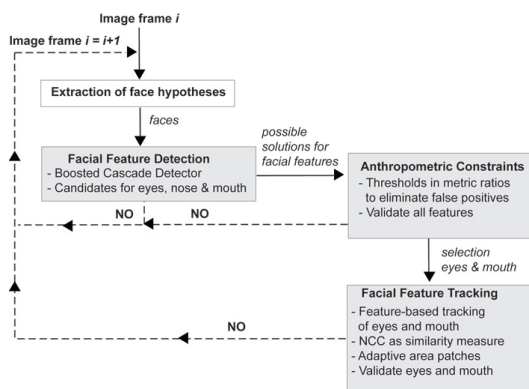 Image frame i
Image frame i = i+1
Extraction of face hypotheses
faces
possible
solutions for
facial features
Facial Feature Detection
- Boosted Cascade Detector
- Candidates for eyes, nose & mouth
Anthropometric Constraints
- Thresholds in metric ratios
to eliminate false positives
- Validate all features
NO
NO
selection
eyes & mouth
Facial Feature Tracking
- Feature-based tracking
of eyes and mouth
- NCC as similarity measure
- Adaptive area patches
- Validate eyes and mouth
NO